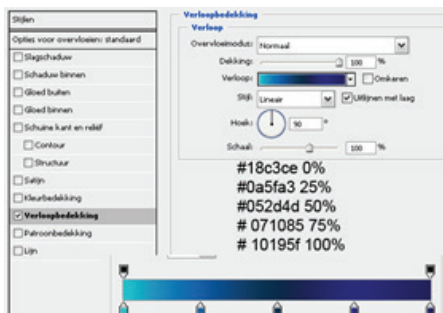 Stijlen
Opties voor overvloeien: standaard
Slagschaduw
Schaduw binnen
Gloed buiten
Gloed binnen
Schuine kant en reliëf
Contour
Structuur
Satijn
Kleurbedekking
Verloopbedekking
Patroonbedekking
Lijn
Verloopbedekking
Verloop
Overvloeimodus: Normaal
Dekking: 100 %
Verloop: Omkeren
Stijl: Lineair Uitlijnen met laag
Hoek: 90 °
Schaal: 100 %
#18c3ce 0%
#0a5fa3 25%
#052d4d 50%
# 071085 75%
# 10195f 100%